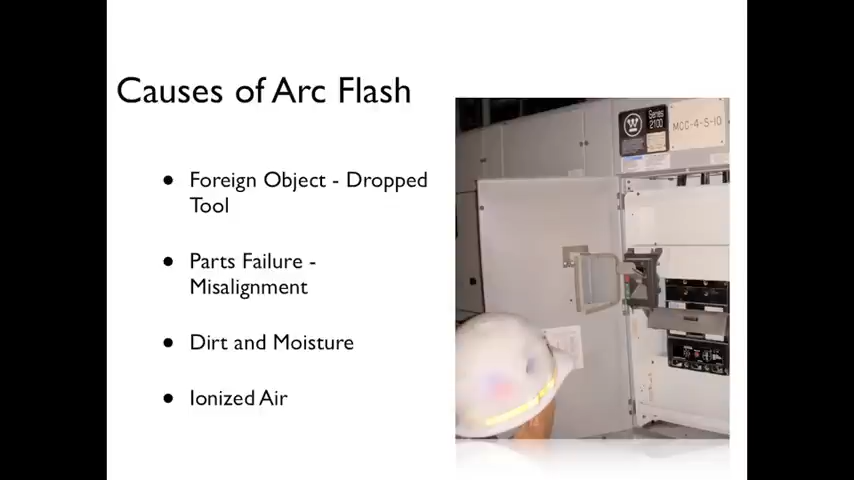 Causes of Arc Flash
● Foreign Object - Dropped
Tool
● Parts Failure -
Misalignment
● Dirt and Moisture
● Ionized Air
Series
2100
MCC-4-5-10